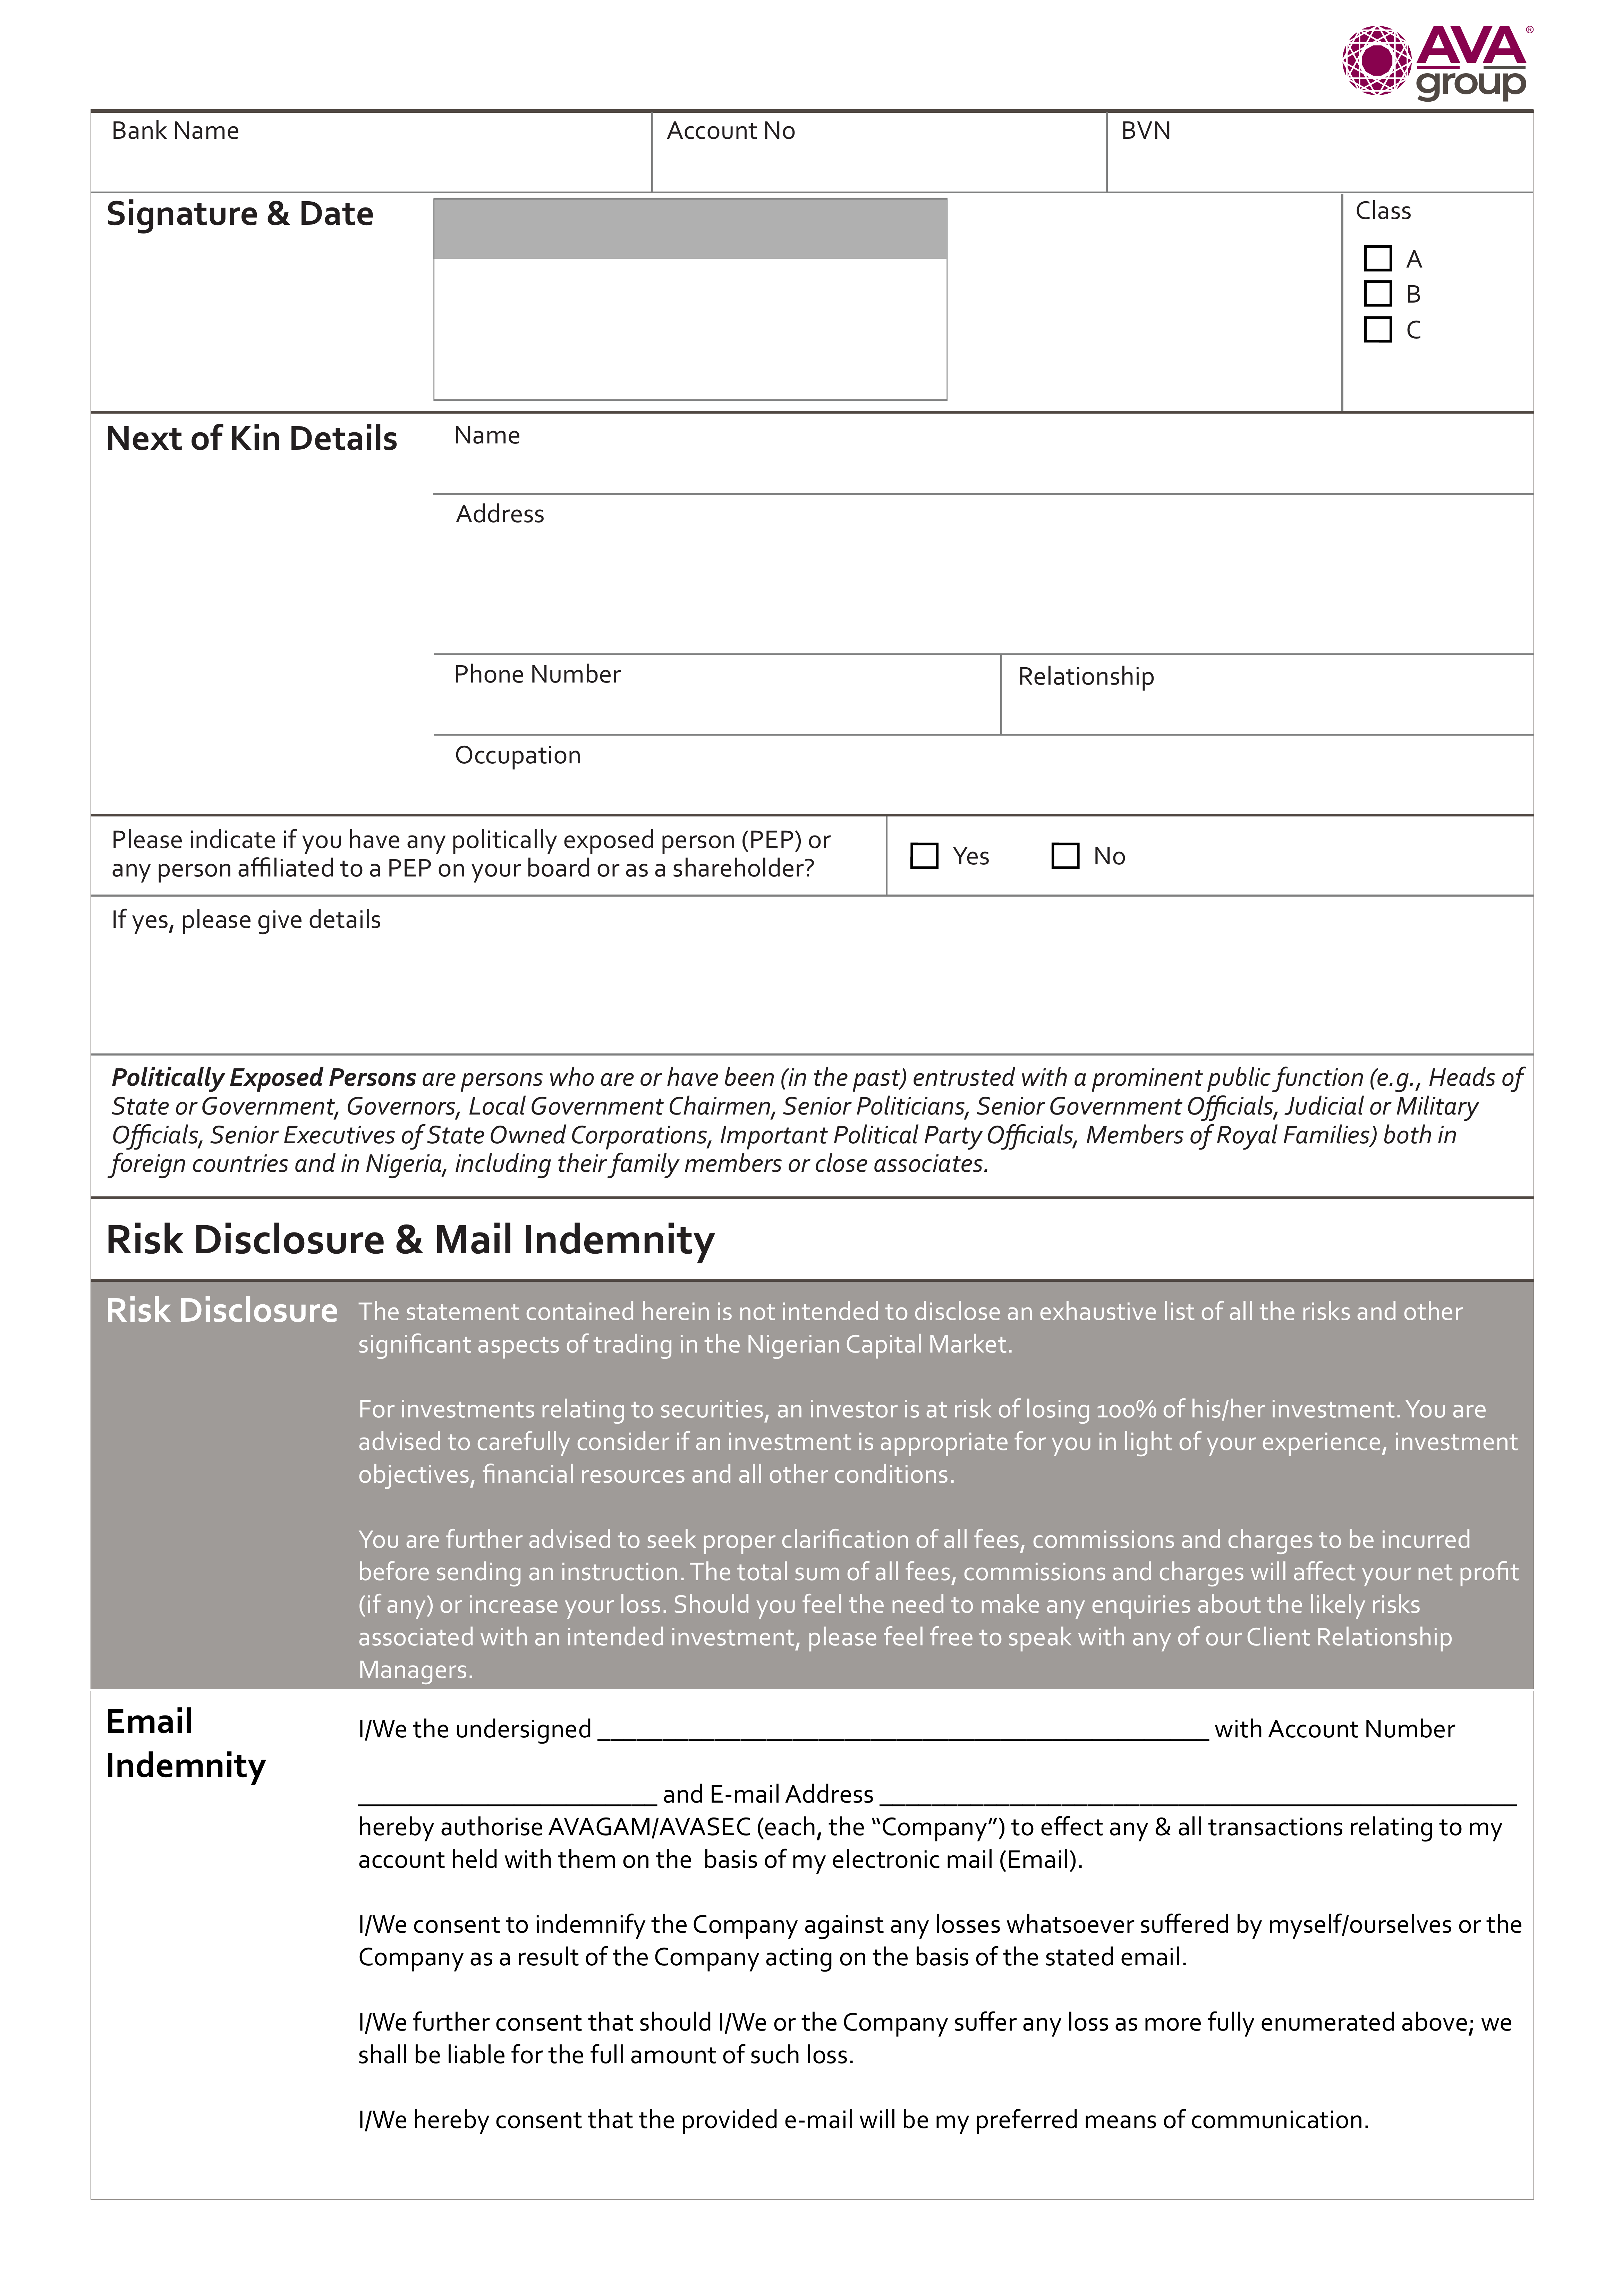 AVA®
group
Bank Name
Account No
BVN
Signature & Date
Class
A
B
C
Next of Kin Details
Name
Address
Phone Number
Relationship
Occupation
Please indicate if you have any politically exposed person (PEP) or
any person affiliated to a PEP on your board or as a shareholder?
Yes
No
If yes, please give details
Politically Exposed Persons are persons who are or have been (in the past) entrusted with a prominent public function (e.g., Heads of
State or Government, Governors, Local Government Chairmen, Senior Politicians, Senior Government Officials, Judicial or Military
Officials, Senior Executives of State Owned Corporations, Important Political Party Officials, Members of Royal Families) both in
foreign countries and in Nigeria, including their family members or close associates.
Risk Disclosure & Mail Indemnity
Risk Disclosure
The statement contained herein is not intended to disclose an exhaustive list of all the risks and other
significant aspects of trading in the Nigerian Capital Market.
For investments relating to securities, an investor is at risk of losing 100% of his/her investment. You are
advised to carefully consider if an investment is appropriate for you in light of your experience, investment
objectives, financial resources and all other conditions.
You are further advised to seek proper clarification of all fees, commissions and charges to be incurred
before sending an instruction. The total sum of all fees, commissions and charges will affect your net profit
(if any) or increase your loss. Should you feel the need to make any enquiries about the likely risks
associated with an intended investment, please feel free to speak with any of our Client Relationship
Managers.
Email
Indemnity
I/We the undersigned _______________________________________________ with Account Number
_______________________ and E-mail Address _________________________________________________
hereby authorise AVAGAM/AVASEC (each, the “Company”) to effect any & all transactions relating to my
account held with them on the basis of my electronic mail (Email).
I/We consent to indemnify the Company against any losses whatsoever suffered by myself/ourselves or the
Company as a result of the Company acting on the basis of the stated email.
I/We further consent that should I/We or the Company suffer any loss as more fully enumerated above; we
shall be liable for the full amount of such loss.
I/We hereby consent that the provided e-mail will be my preferred means of communication.